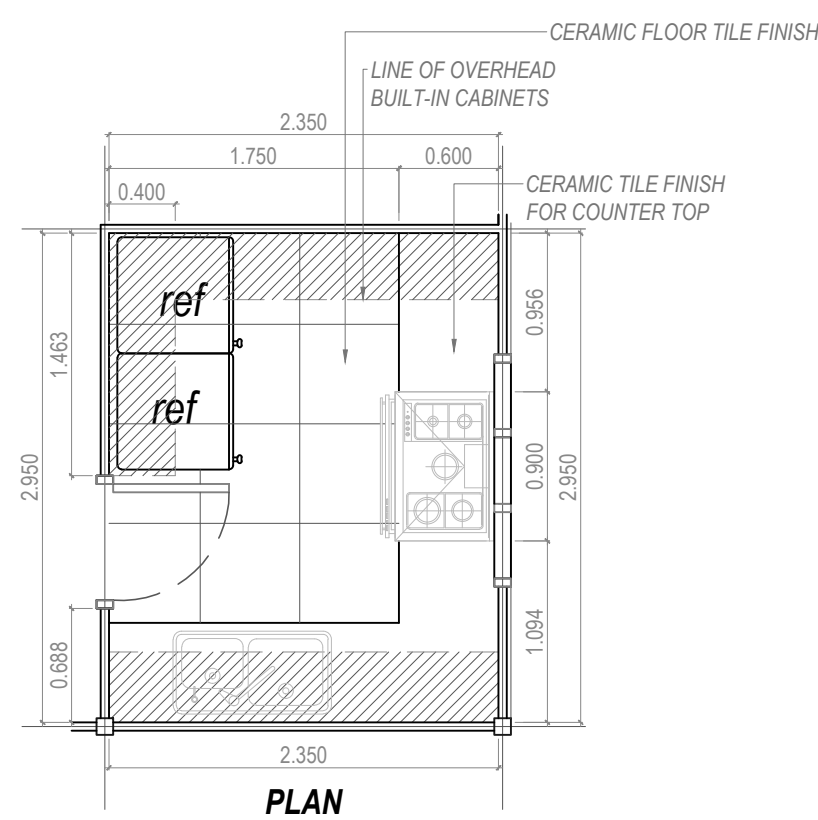 CERAMIC FLOOR TILE FINISH
LINE OF OVERHEAD
BUILT-IN CABINETS
2.350
1.750
0.600
0.400
CERAMIC TILE FINISH
FOR COUNTER TOP
ref
ref
1.463
2.950
0.688
0.956
0.900
2.950
1.094
2.350
PLAN